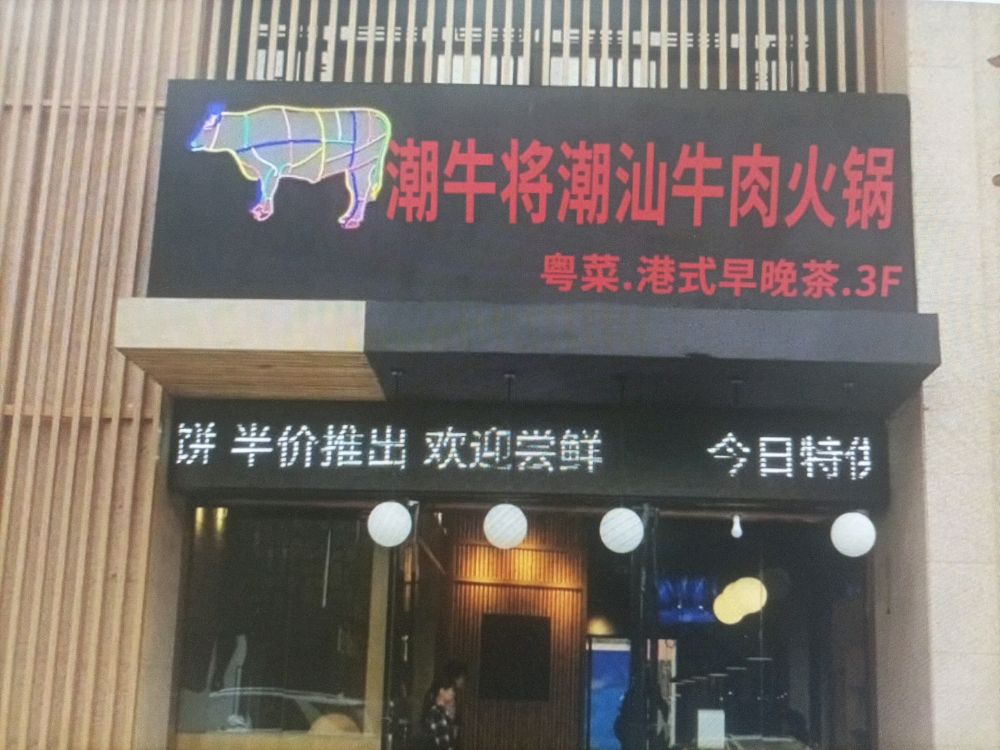 潮牛将潮汕牛肉火锅
粤菜.港式早晚茶.3F
饼 半价推出 欢迎尝鲜 今日特供